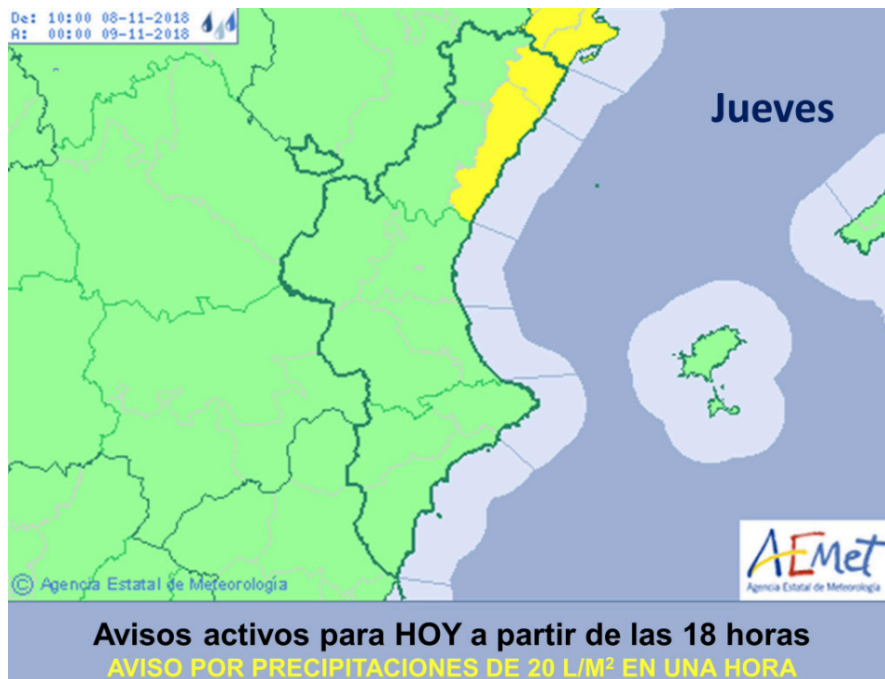 De: 10:00 08-11-2018
A: 00:00 09-11-2018
Jueves
AEMet
Agencia Estatal de Meteorología
© Agencia Estatal de Meteorología
Avisos activos para HOY a partir de las 18 horas
AVISO POR PRECIPITACIONES DE 20 L/M² EN UNA HORA